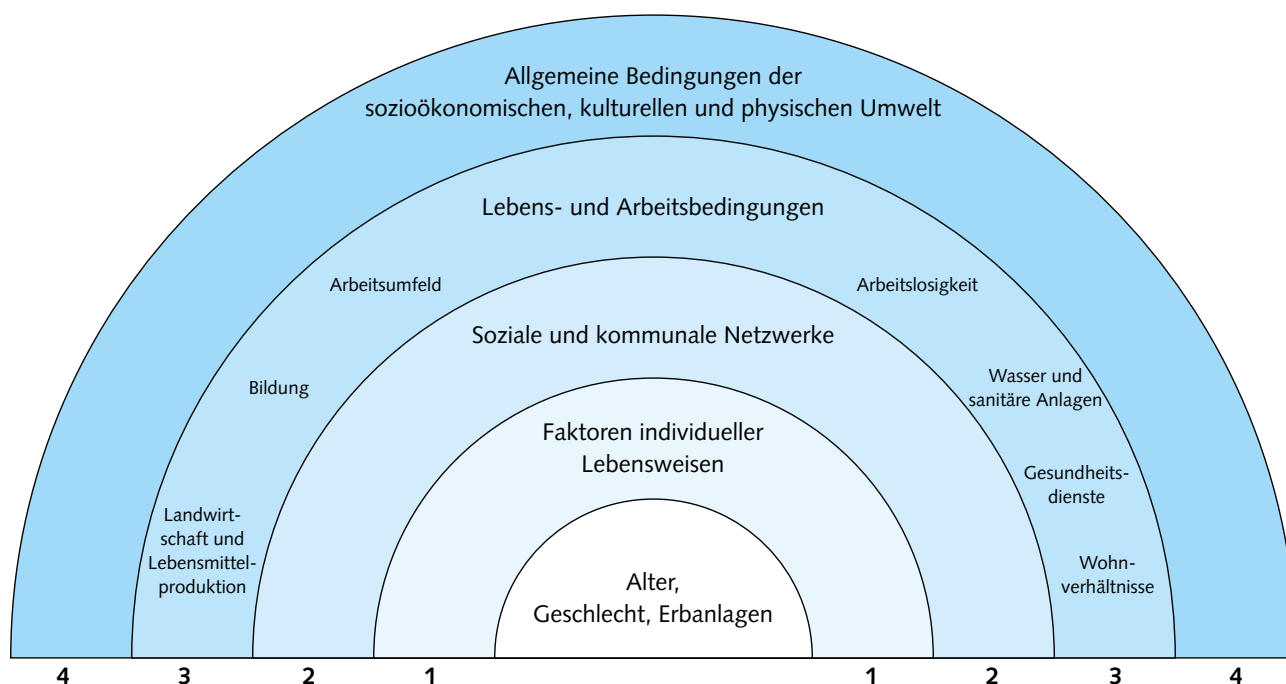 Allgemeine Bedingungen der
sozioökonomischen, kulturellen und physischen Umwelt
Lebens- und Arbeitsbedingungen
Arbeitsumfeld
Arbeitslosigkeit
Soziale und kommunale Netzwerke
Bildung
Wasser und
sanitäre Anlagen
Faktoren individueller
Lebensweisen
Gesundheits-
dienste
Landwirt-
schaft und
Lebensmittel-
produktion
Wohn-
verhältnisse
Alter,
Geschlecht, Erbanlagen
4 3 2 1 1 2 3 4